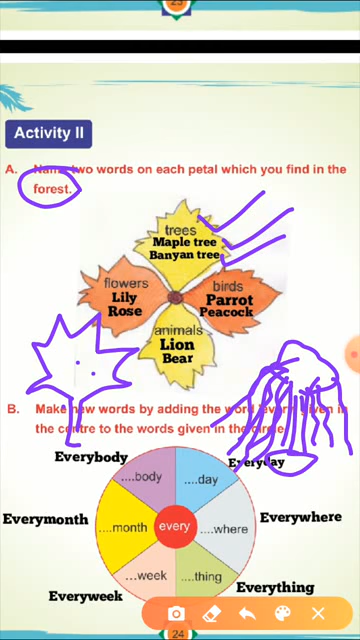 25
Activity II
A. Name two words on each petal which you find in the
forest.
trees
Maple tree
Banyan tree
flowers
Lily
Rose
birds
Parrot
Peacock
animals
Lion
Bear
B. Make new words by adding the word every given in
the centre to the words given in the circle.
Everybody
Everyday
....body
....day
Everymonth
....month
every
....where
Everywhere
....week
....thing
Everyweek
Everything
24